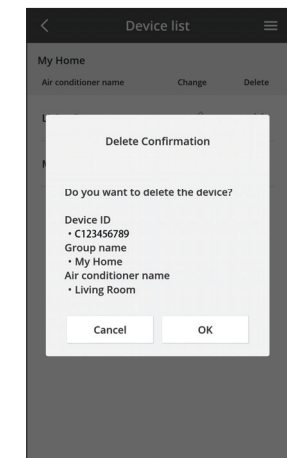 Device list
My Home
Air conditioner name Change Delete
Delete Confirmation
Do you want to delete the device?
Device ID
・C123456789
Group name
・My Home
Air conditioner name
・Living Room
Cancel OK